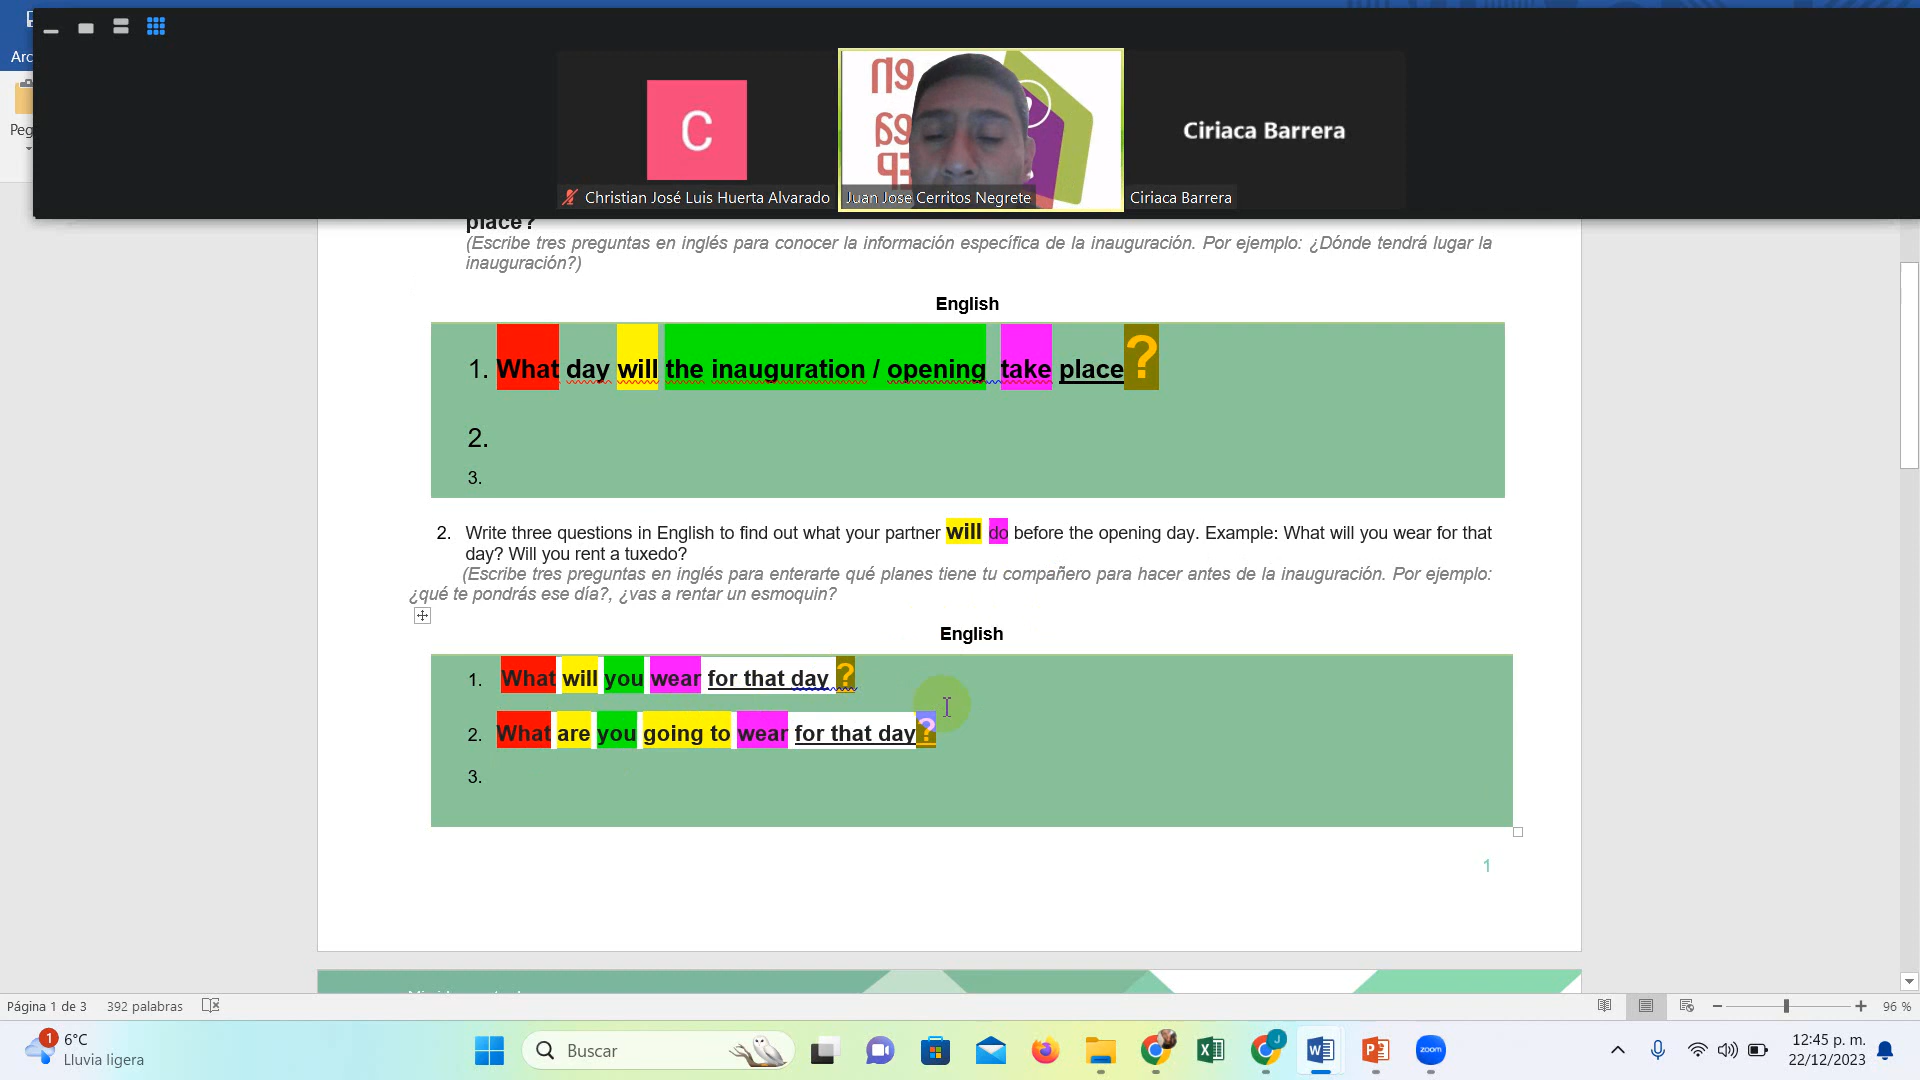 Arc
Peg
C
Christian José Luis Huerta Alvarado
Juan Jose Cerritos Negrete
Ciriaca Barrera
Ciriaca Barrera
place?
(Escribe tres preguntas en inglés para conocer la información específica de la inauguración. Por ejemplo: ¿Dónde tendrá lugar la
inauguración?)
English
1. What day will the inauguration / opening take place?
2.
3.
2. Write three questions in English to find out what your partner will do before the opening day. Example: What will you wear for that
day? Will you rent a tuxedo?
(Escribe tres preguntas en inglés para enterarte qué planes tiene tu compañero para hacer antes de la inauguración. Por ejemplo:
¿qué te pondrás ese día?, ¿vas a rentar un esmoquin?
English
1. What will you wear for that day ?
2. What are you going to wear for that day?
3.
1
Página 1 de 3 392 palabras
96 %
1
6°C
Lluvia ligera
Buscar
J
zoom
12:45 p. m.
22/12/2023